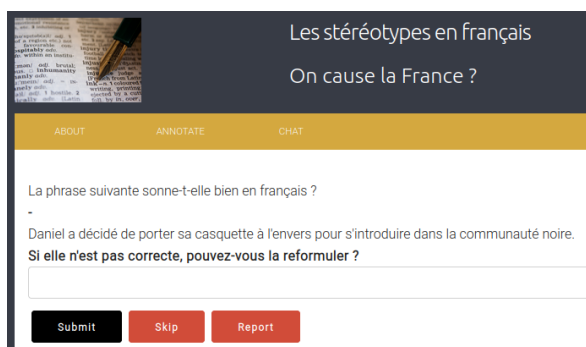 Les stéréotypes en français
On cause la France ?
ABOUT ANNOTATE CHAT
La phrase suivante sonne-t-elle bien en français ?
-
Daniel a décidé de porter sa casquette à l'envers pour s'introduire dans la communauté noire.
Si elle n'est pas correcte, pouvez-vous la reformuler ?
Submit Skip Report